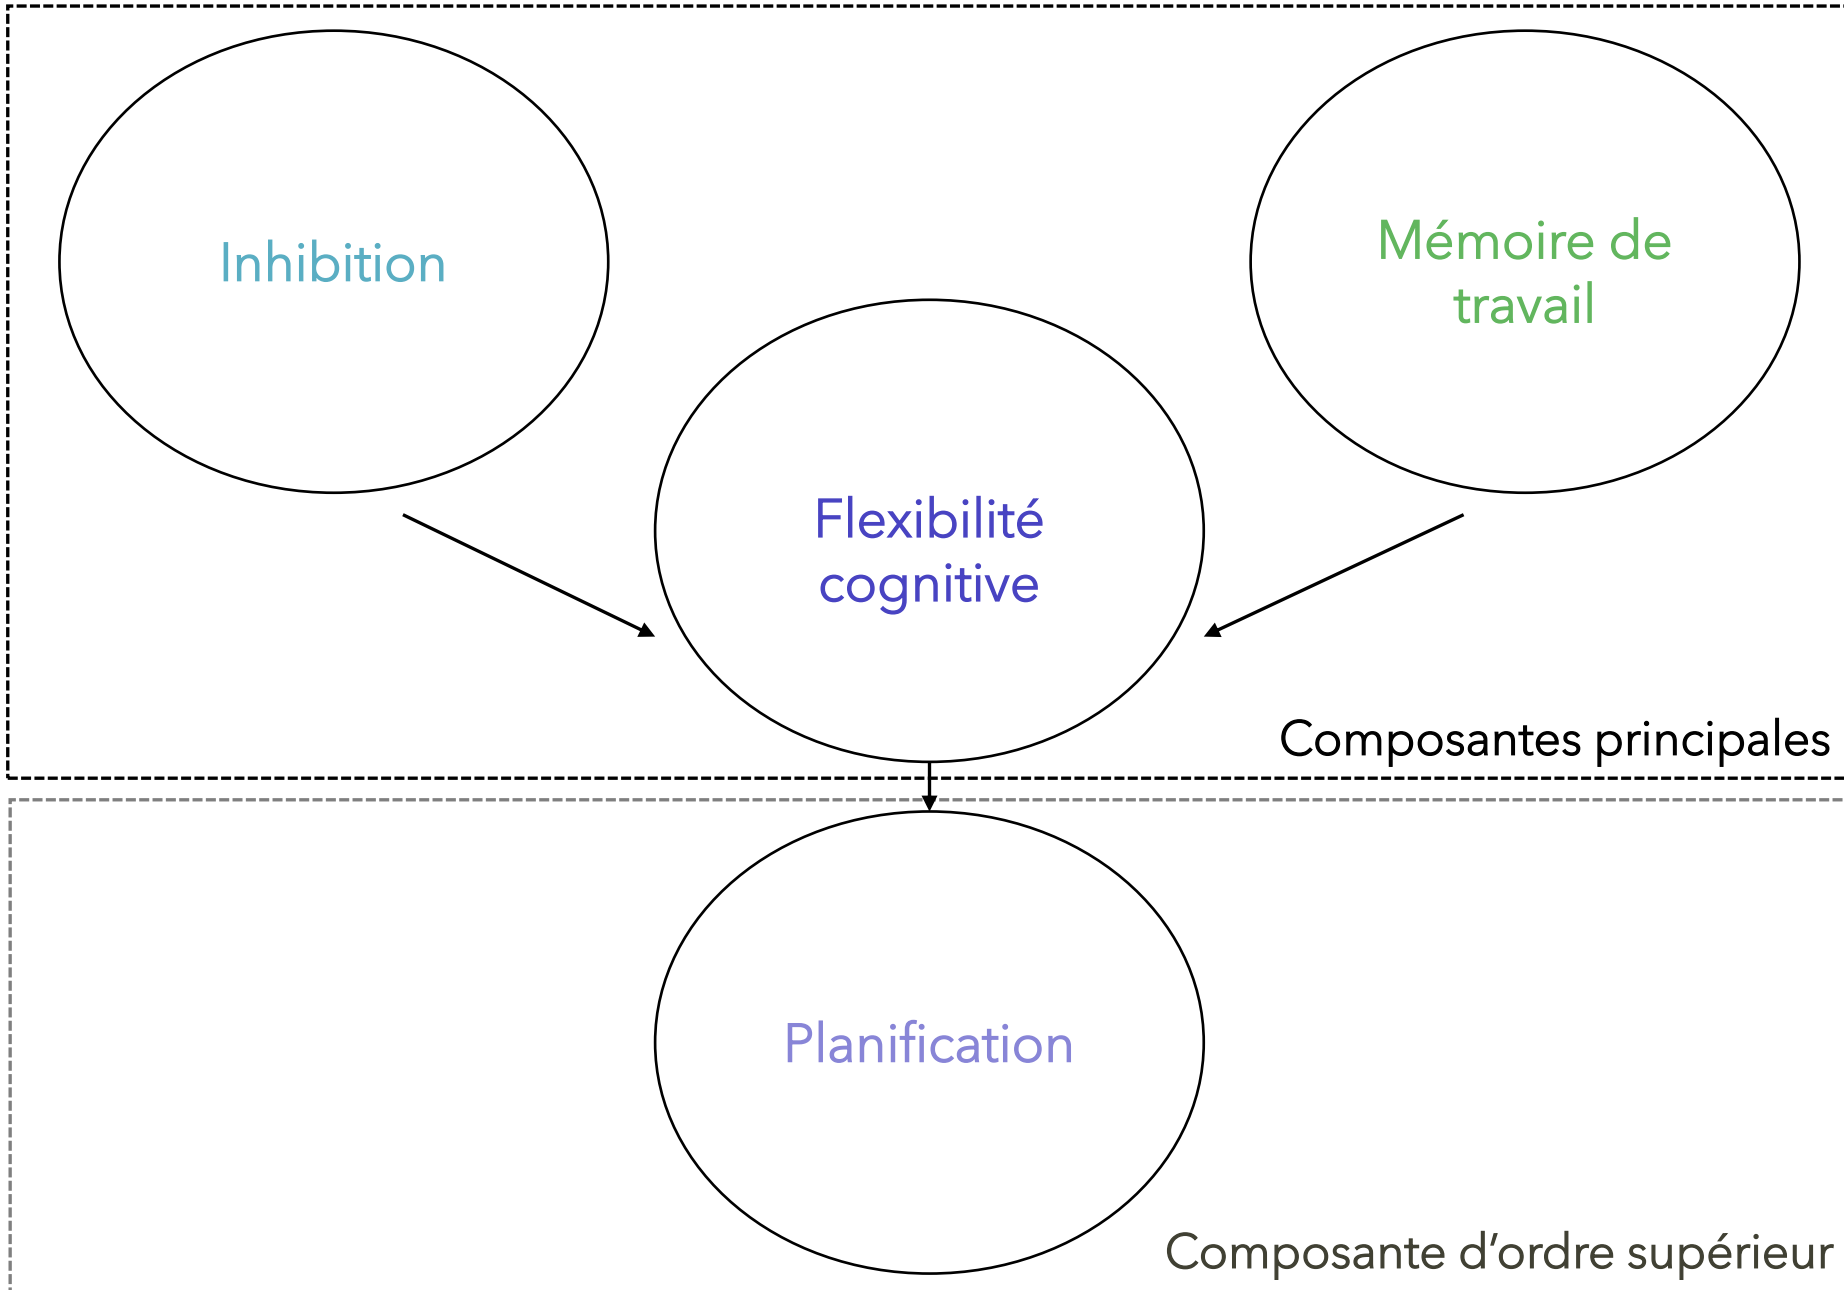 Inhibition
Mémoire de
travail
Flexibilité
cognitive
Composantes principales
Planification
Composante d’ordre supérieur